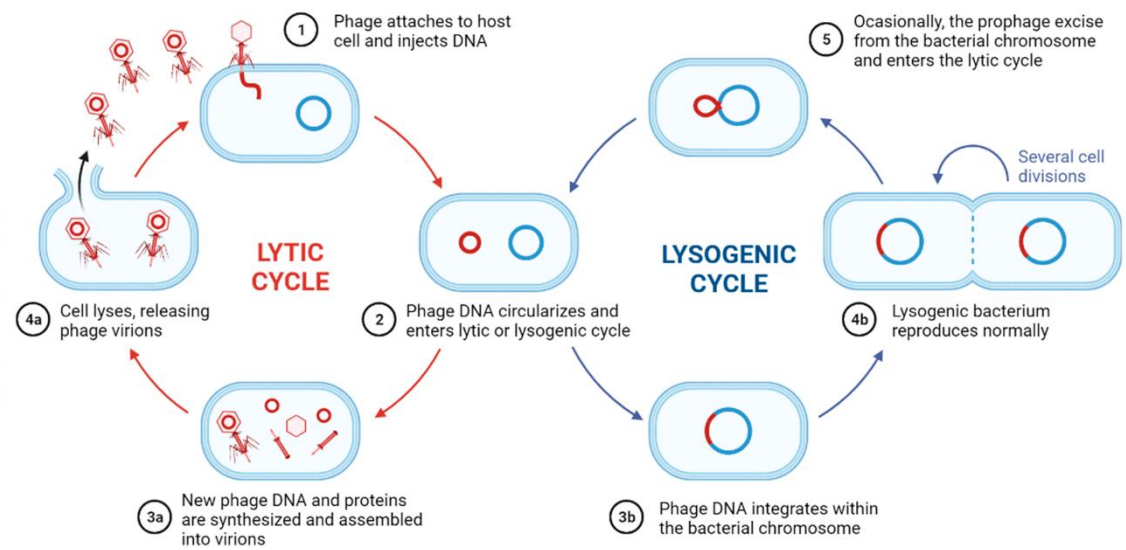 1
Phage attaches to host
cell and injects DNA
5
Ocasionally, the prophage excise
from the bacterial chromosome
and enters the lytic cycle
Several cell
divisions
LYTIC
CYCLE
LYSOGENIC
CYCLE
4a
Cell lyses, releasing
phage virions
2
Phage DNA circularizes and
enters lytic or lysogenic cycle
4b
Lysogenic bacterium
reproduces normally
3a
New phage DNA and proteins
are synthesized and assembled
into virions
3b
Phage DNA integrates within
the bacterial chromosome